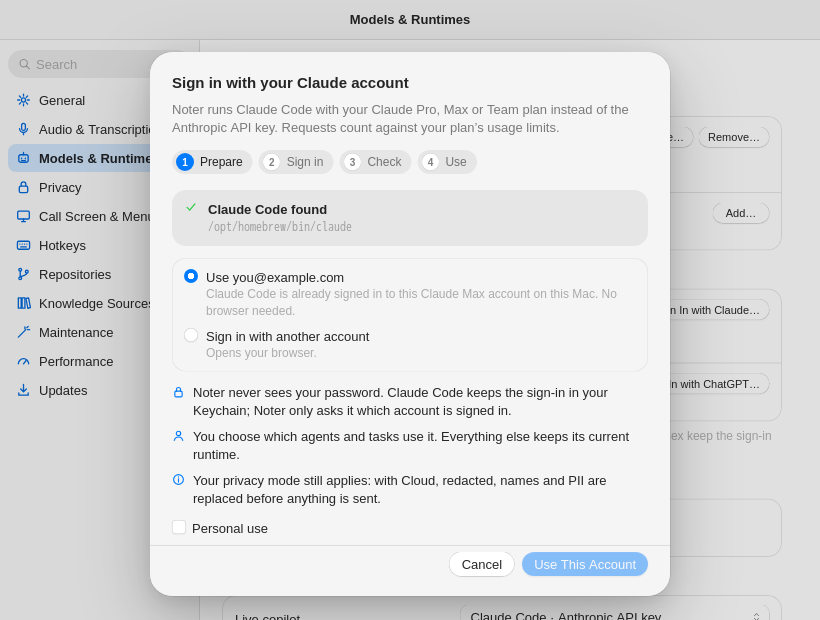 Models & Runtimes
Search
General
Audio & Transcriptio
Models & Runtime
Privacy
Call Screen & Menu
Hotkeys
Repositories
Knowledge Sources
Maintenance
Performance
Updates
Sign in with your Claude account
Noter runs Claude Code with your Claude Pro, Max or Team plan instead of the
Anthropic API key. Requests count against your plan's usage limits.
1 Prepare
2 Sign in
3 Check
4 Use
Claude Code found
/opt/homebrew/bin/claude
Use you@example.com
Claude Code is already signed in to this Claude Max account on this Mac. No
browser needed.
Sign in with another account
Opens your browser.
Noter never sees your password. Claude Code keeps the sign-in in your
Keychain; Noter only asks it which account is signed in.
You choose which agents and tasks use it. Everything else keeps its current
runtime.
Your privacy mode still applies: with Cloud, redacted, names and PII are
replaced before anything is sent.
Personal use
Cancel
Use This Account
Remove…
Add…
n In with Claude…
In with ChatGPT…
ex keep the sign-in
Live copilot
Claude Code · Anthropic API key